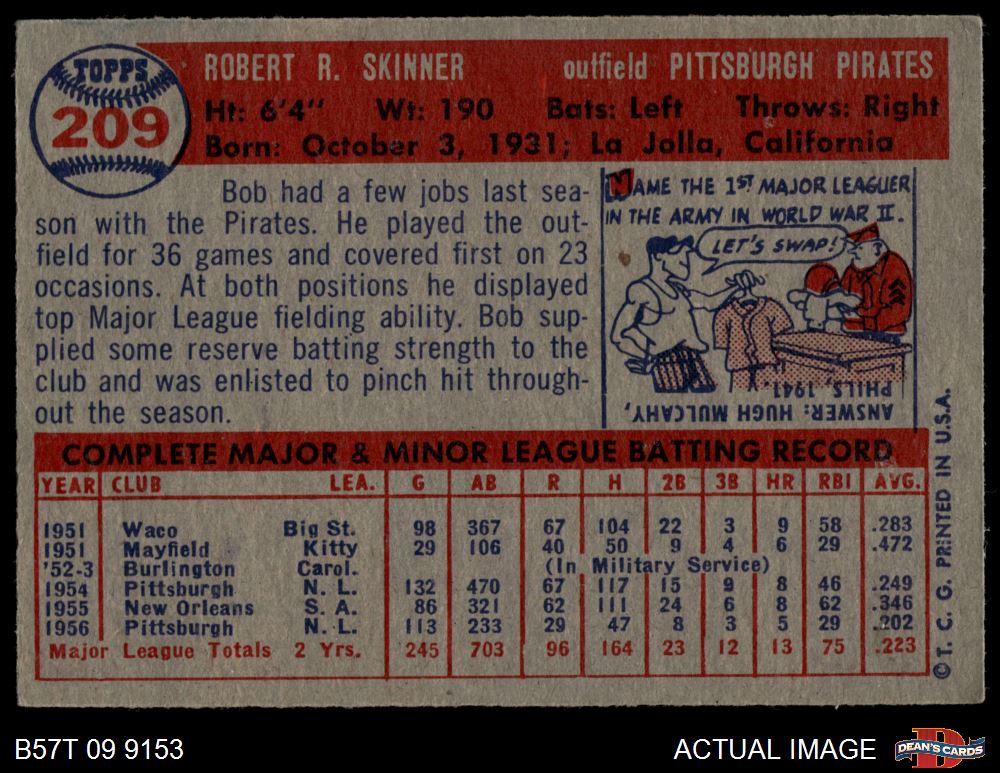 TOPPS
209
ROBERT R. SKINNER outfield PITTSBURGH PIRATES
Ht: 6'4" Wt: 190 Bats: Left Throws: Right
Born: October 3, 1931; La Jolla, California
Bob had a few jobs last sea-
son with the Pirates. He played the out-
field for 36 games and covered first on 23
occasions. At both positions he displayed
top Major League fielding ability. Bob sup-
plied some reserve batting strength to the
club and was enlisted to pinch hit through-
out the season.
NAME THE 1ST MAJOR LEAGUER
IN THE ARMY IN WORLD WAR II.
LET'S SWAP!
ANSWER: HUGH MULCAHY,
PHILS, 1941.
COMPLETE MAJOR & MINOR LEAGUE BATTING RECORD
YEAR CLUB LEA. G AB R H 2B 3B HR RBI AVG.
1951 Waco Big St. 98 367 67 104 22 3 9 58 .283
1951 Mayfield Kitty 29 106 40 50 9 4 6 29 .472
'52-3 Burlington Carol. (In Military Service)
1954 Pittsburgh N. L. 132 470 67 117 15 9 8 46 .249
1955 New Orleans S. A. 86 321 62 111 24 6 8 62 .346
1956 Pittsburgh N. L. 113 233 29 47 8 3 5 29 .202
Major League Totals 2 Yrs. 245 703 96 164 23 12 13 75 .223
© T. C. G. PRINTED IN U.S.A.
B57T 09 9153
ACTUAL IMAGE
DEAN'S CARDS